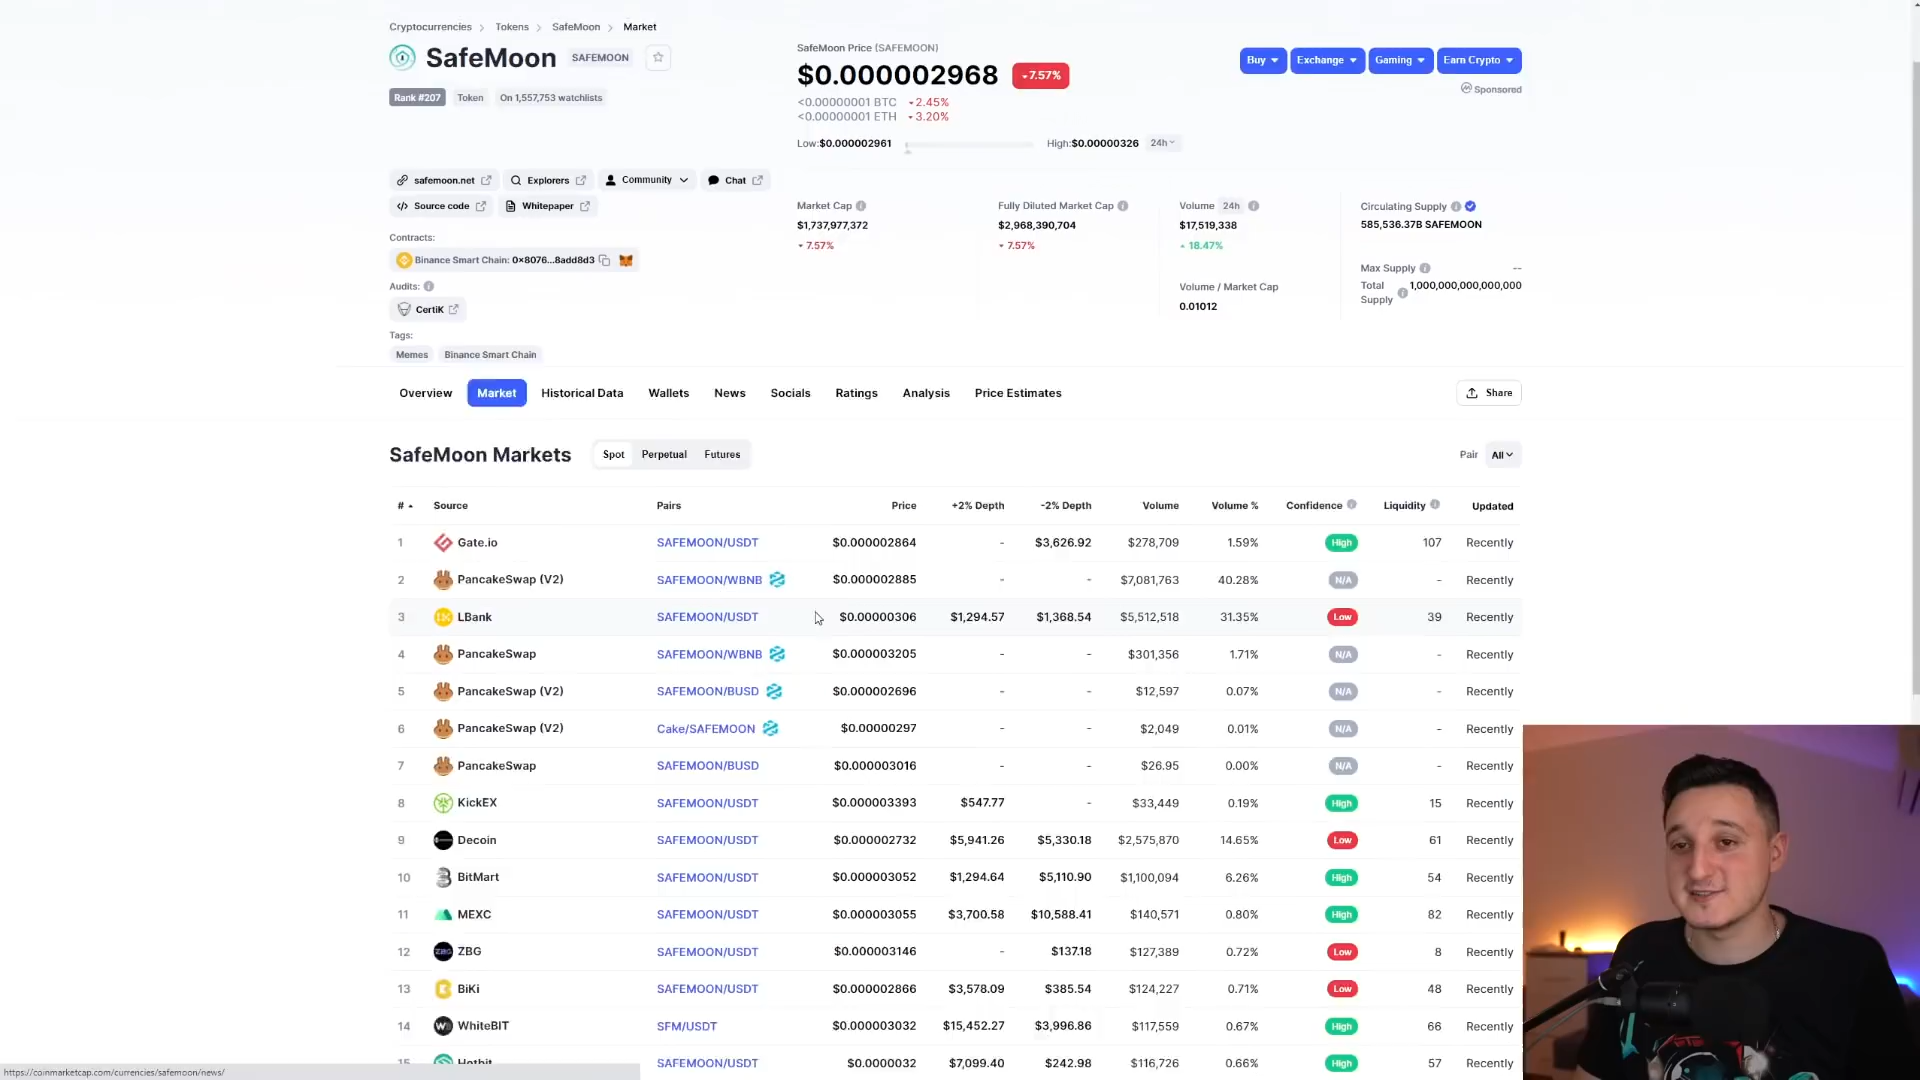 Cryptocurrencies > Tokens > SafeMoon > Market
SafeMoon SAFEMOON
Rank #207 Token On 1,557,753 watchlists
SafeMoon Price (SAFEMOON)
$0.000002968 7.57%
<0.00000001 BTC 2.45%
<0.00000001 ETH 3.20%
Low:$0.000002961 High:$0.00000326 24h
Buy Exchange Gaming Earn Crypto
Sponsored
safemoon.net Explorers Community Chat
Source code Whitepaper
Contracts:
Binance Smart Chain: 0x8076...8add8d3
Audits:
CertiK
Tags:
Memes Binance Smart Chain
Market Cap
$1,737,977,372
7.57%
Fully Diluted Market Cap
$2,968,390,704
7.57%
Volume 24h
$17,519,338
18.47%
Volume / Market Cap
0.01012
Circulating Supply
585,536.37B SAFEMOON
Max Supply --
Total Supply 1,000,000,000,000,000
Overview Market Historical Data Wallets News Socials Ratings Analysis Price Estimates Share
SafeMoon Markets Spot Perpetual Futures Pair All
# Source Pairs Price +2% Depth -2% Depth Volume Volume % Confidence Liquidity Updated
1 Gate.io SAFEMOON/USDT $0.000002864 - $3,626.92 $278,709 1.59% High 107 Recently
2 PancakeSwap (V2) SAFEMOON/WBNB $0.000002885 - - $7,081,763 40.28% N/A - Recently
3 LBank SAFEMOON/USDT $0.00000306 $1,294.57 $1,368.54 $5,512,518 31.35% Low 39 Recently
4 PancakeSwap SAFEMOON/WBNB $0.000003205 - - $301,356 1.71% N/A - Recently
5 PancakeSwap (V2) SAFEMOON/BUSD $0.000002696 - - $12,597 0.07% N/A - Recently
6 PancakeSwap (V2) Cake/SAFEMOON $0.00000297 - - $2,049 0.01% N/A - Recently
7 PancakeSwap SAFEMOON/BUSD $0.000003016 - - $26.95 0.00% N/A - Recently
8 KickEX SAFEMOON/USDT $0.000003393 $547.77 - $33,449 0.19% High 15 Recently
9 Decoin SAFEMOON/USDT $0.000002732 $5,941.26 $5,330.18 $2,575,870 14.65% Low 61 Recently
10 BitMart SAFEMOON/USDT $0.000003052 $1,294.64 $5,110.90 $1,100,094 6.26% High 54 Recently
11 MEXC SAFEMOON/USDT $0.000003055 $3,700.58 $10,588.41 $140,571 0.80% High 82 Recently
12 ZBG SAFEMOON/USDT $0.000003146 - $137.18 $127,389 0.72% Low 8 Recently
13 BiKi SAFEMOON/USDT $0.000002866 $3,578.09 $385.54 $124,227 0.71% Low 48 Recently
14 WhiteBIT SFM/USDT $0.000003032 $15,452.27 $3,996.86 $117,559 0.67% High 66 Recently
15 Hotbit SAFEMOON/USDT $0.0000032 $7,099.40 $242.98 $116,726 0.66% High 57 Recently
https://coinmarketcap.com/currencies/safemoon/news/